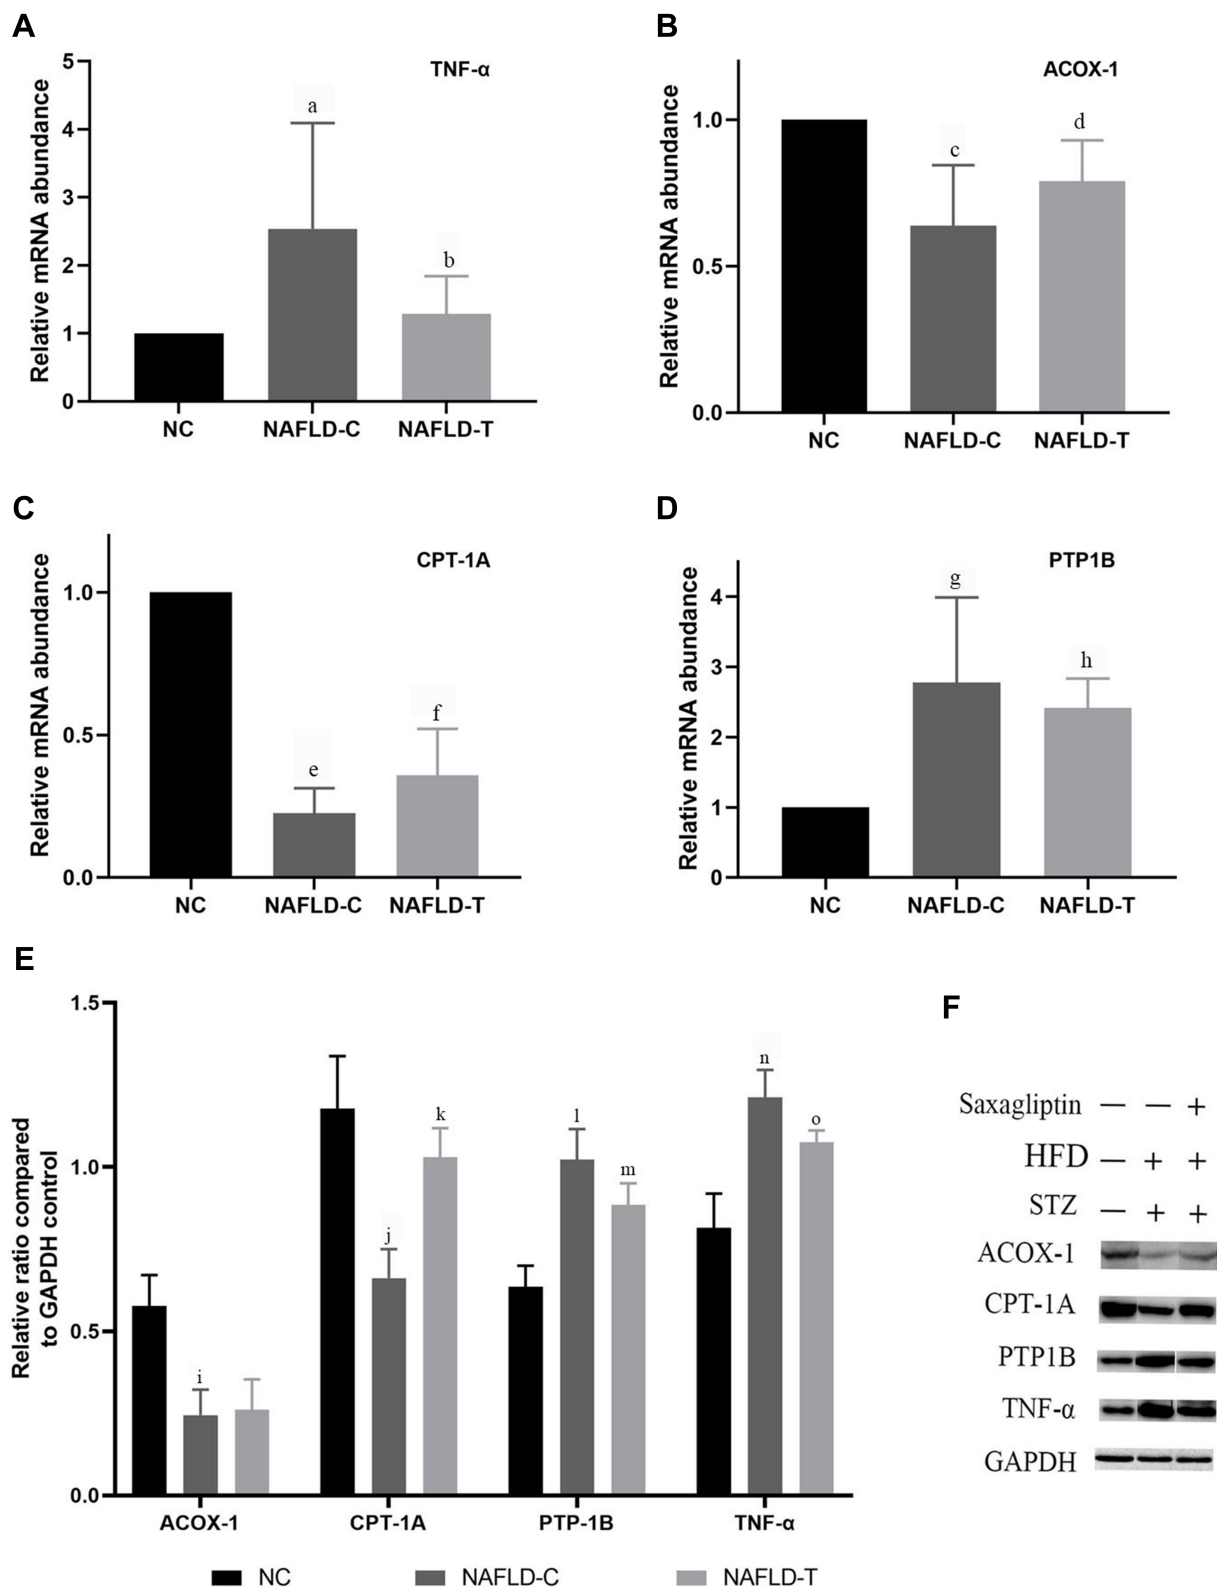 A
TNF-α
Relative mRNA abundance
5
4
3
2
1
0
a
b
NC
NAFLD-C
NAFLD-T
B
ACOX-1
Relative mRNA abundance
1.0
0.5
0.0
c
d
NC
NAFLD-C
NAFLD-T
C
CPT-1A
Relative mRNA abundance
1.0
0.5
0.0
e
f
NC
NAFLD-C
NAFLD-T
D
PTP1B
Relative mRNA abundance
4
3
2
1
0
g
h
NC
NAFLD-C
NAFLD-T
E
Relative ratio compared
to GAPDH control
1.5
1.0
0.5
0.0
i
j
k
l
m
n
o
ACOX-1
CPT-1A
PTP-1B
TNF-α
NC
NAFLD-C
NAFLD-T
F
Saxagliptin — — +
HFD — + +
STZ — + +
ACOX-1
CPT-1A
PTP1B
TNF-α
GAPDH